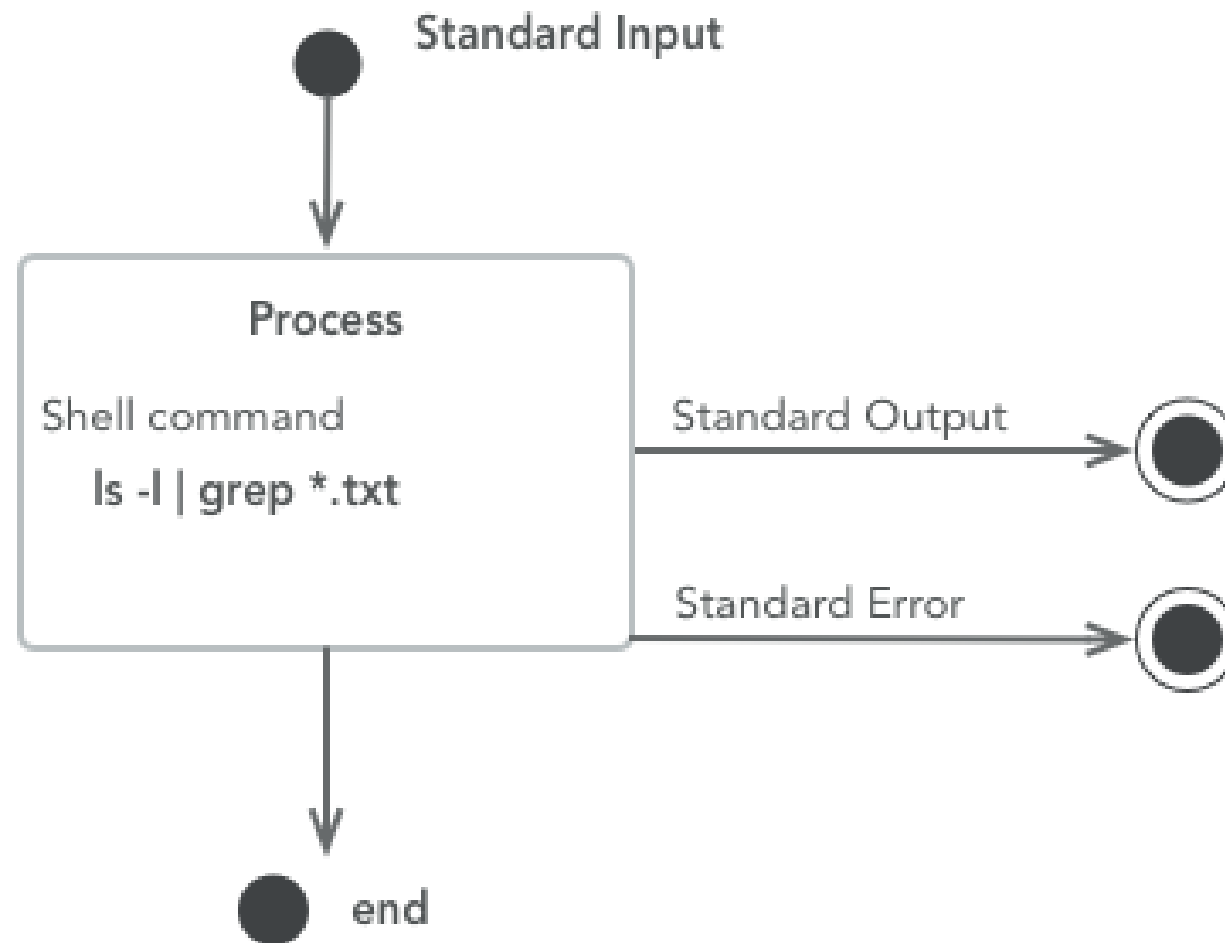 Standard Input
Process
Shell command
Standard Output
ls -l | grep *.txt
Standard Error
end